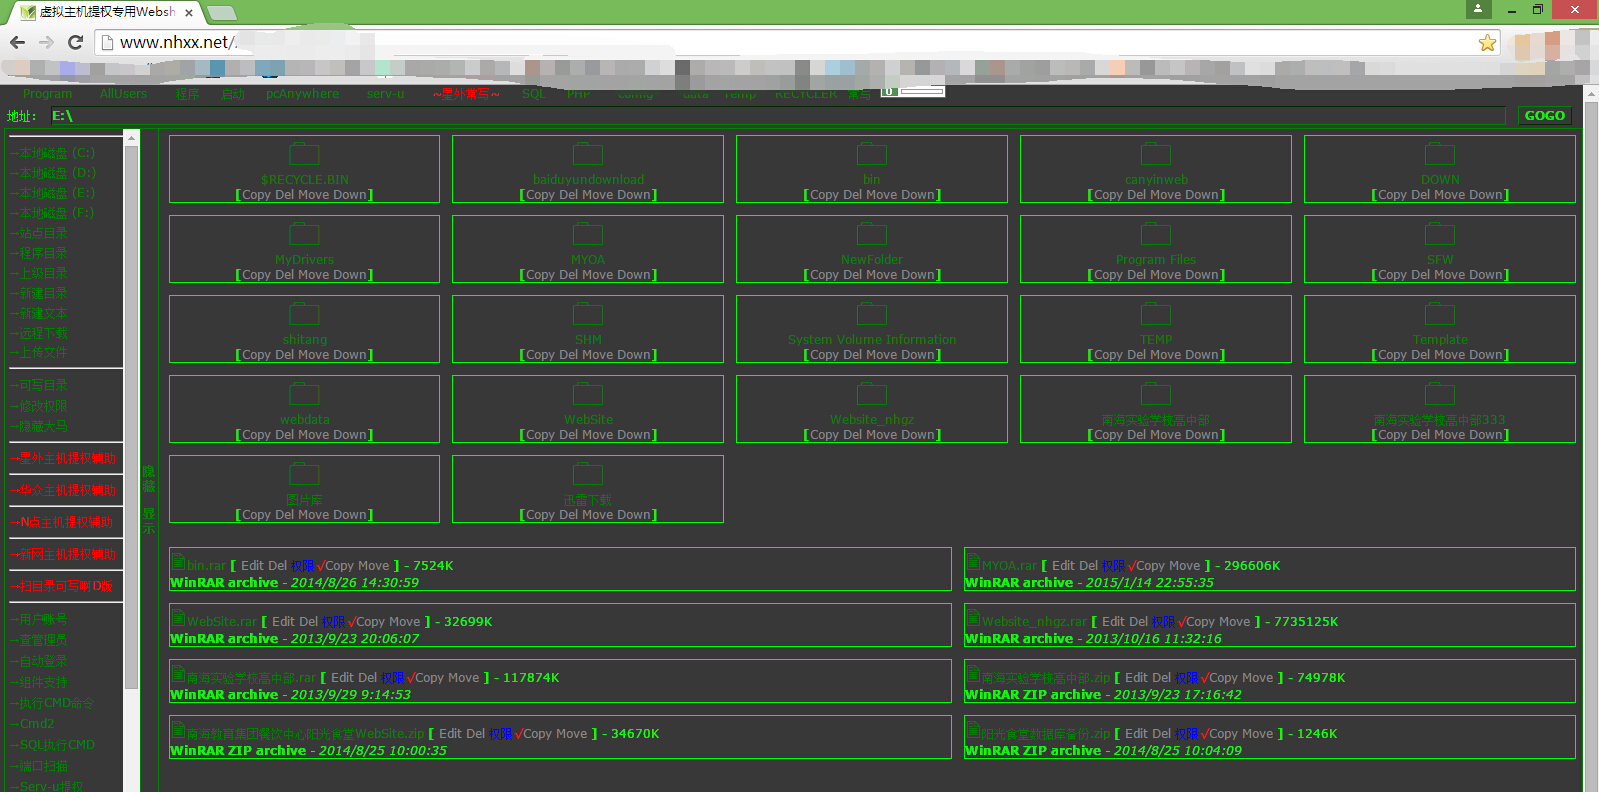 虚拟主机提权专用Websh
www.nhxx.net/
Program AllUsers 程序 启动 pcAnywhere serv-u ~星外常写~ SQL PHP config data Temp RECYCLER 常写
地址: E:\ GOGO
→本地磁盘 (C:)
→本地磁盘 (D:)
→本地磁盘 (E:)
→本地磁盘 (F:)
→站点目录
→程序目录
→上级目录
→新建目录
→新建文本
→远程下载
→上传文件
→可写目录
→修改权限
→隐藏大马
→星外主机提权辅助
→华众主机提权辅助
→N点主机提权辅助
→新网主机提权辅助
→扫目录可写啊D版
→用户账号
→查管理员
→自动登录
→组件支持
→执行CMD命令
→Cmd2
→SQL执行CMD
→端口扫描
→Serv-u提权
隐藏 显示
$RECYCLE.BIN baiduyundownload bin canyinweb DOWN
[Copy Del Move Down] [Copy Del Move Down] [Copy Del Move Down] [Copy Del Move Down] [Copy Del Move Down]
MyDrivers MYOA NewFolder Program Files SFW
[Copy Del Move Down] [Copy Del Move Down] [Copy Del Move Down] [Copy Del Move Down] [Copy Del Move Down]
shitang SHM System Volume Information TEMP Template
[Copy Del Move Down] [Copy Del Move Down] [Copy Del Move Down] [Copy Del Move Down] [Copy Del Move Down]
webdata WebSite Website_nhgz 南海实验学校高中部 南海实验学校高中部333
[Copy Del Move Down] [Copy Del Move Down] [Copy Del Move Down] [Copy Del Move Down] [Copy Del Move Down]
图片库 迅雷下载
[Copy Del Move Down] [Copy Del Move Down]
bin.rar [ Edit Del 权限 √Copy Move ] - 7524K
WinRAR archive - 2014/8/26 14:30:59
MYOA.rar [ Edit Del 权限 √Copy Move ] - 296606K
WinRAR archive - 2015/1/14 22:55:35
WebSite.rar [ Edit Del 权限 √Copy Move ] - 32699K
WinRAR archive - 2013/9/23 20:06:07
Website_nhgz.rar [ Edit Del 权限 √Copy Move ] - 7735125K
WinRAR archive - 2013/10/16 11:32:16
南海实验学校高中部.rar [ Edit Del 权限 √Copy Move ] - 117874K
WinRAR archive - 2013/9/29 9:14:53
南海实验学校高中部.zip [ Edit Del 权限 √Copy Move ] - 74978K
WinRAR ZIP archive - 2013/9/23 17:16:42
南海教育集团餐饮中心阳光食堂WebSite.zip [ Edit Del 权限 √Copy Move ] - 34670K
WinRAR ZIP archive - 2014/8/25 10:00:35
阳光食堂数据库备份.zip [ Edit Del 权限 √Copy Move ] - 1246K
WinRAR ZIP archive - 2014/8/25 10:04:09